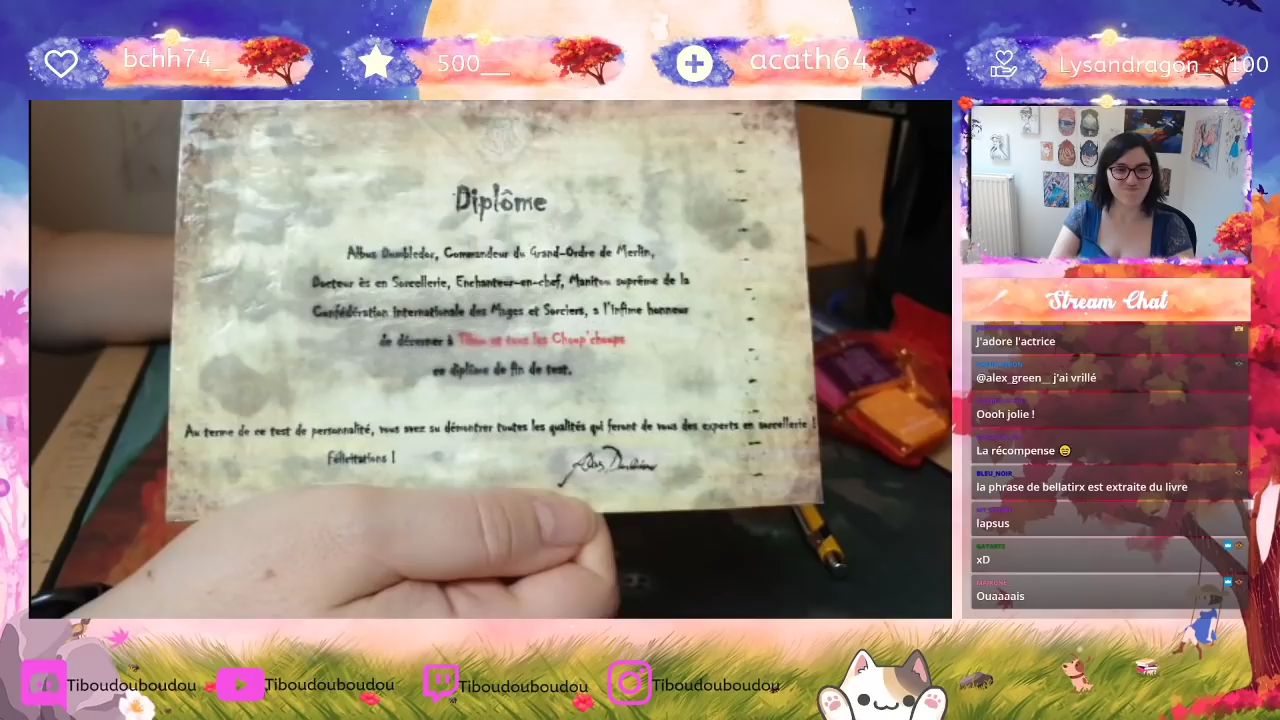 bchh74_
500__
acath64
Lysandragon_ 100
Diplôme
Albus Dumbledor, Commandeur du Grand-Ordre de Merlin,
Docteur ès en Sorcellerie, Enchanteur-en-chef, Manitou suprême de la
Confédération Internationale des Mages et Sorciers, a l'infime honneur
de décerner à Tibou et tous les Choup'choups
ce diplôme de fin de test.
Au terme de ce test de personnalité, vous avez su démontrer toutes les qualités qui feront de vous des experts en sorcellerie !
Félicitations !
Stream Chat
J'adore l'actrice
@alex_green__ j'ai vrillé
Oooh jolie !
La récompense
BLEU_NOIR_
la phrase de bellatirx est extraite du livre
lapsus
xD
Ouaaaais
Tiboudouboudou
Tiboudouboudou
Tiboudouboudou
Tiboudouboudou